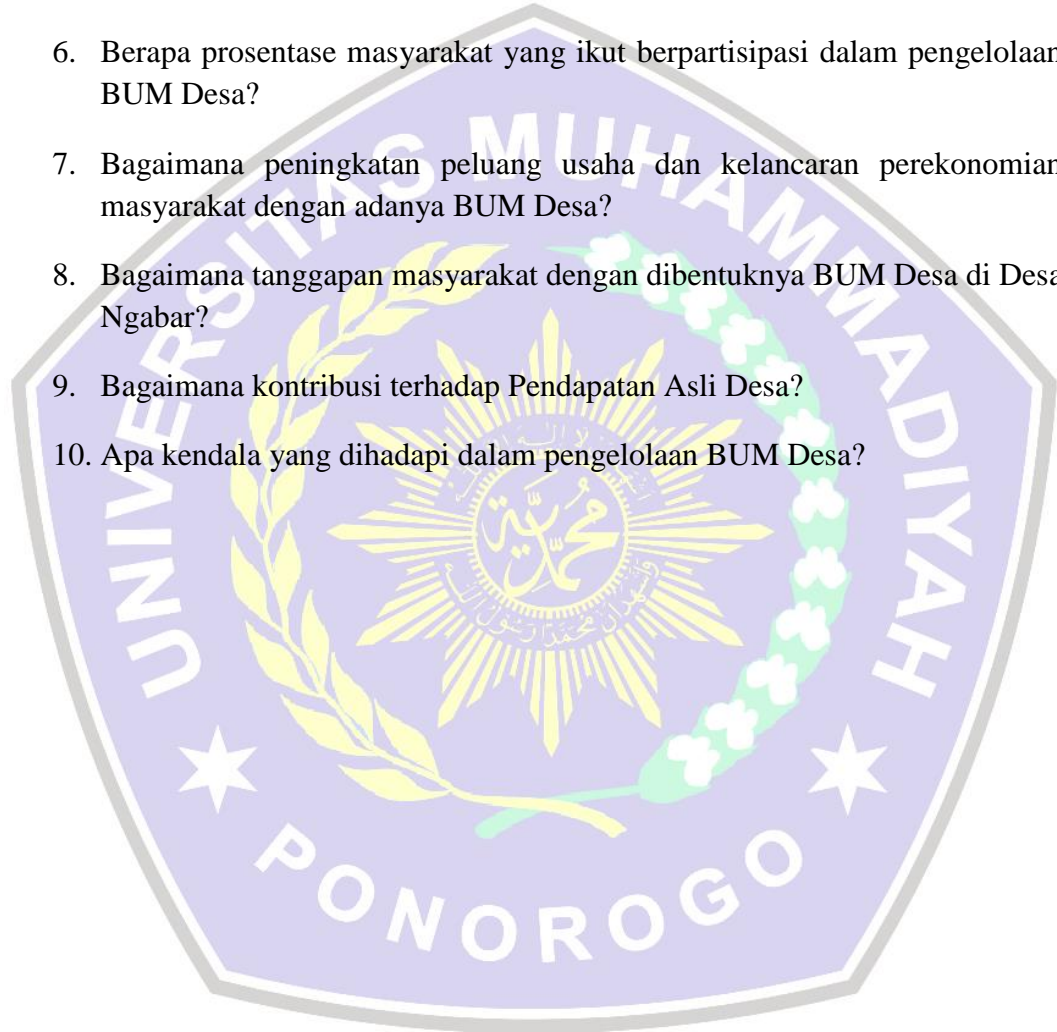 6. Berapa prosentase masyarakat yang ikut berpartisipasi dalam pengelolaan
BUM Desa?
7. Bagaimana peningkatan peluang usaha dan kelancaran perekonomian
masyarakat dengan adanya BUM Desa?
8. Bagaimana tanggapan masyarakat dengan dibentuknya BUM Desa di Desa
Ngabar?
9. Bagaimana kontribusi terhadap Pendapatan Asli Desa?
10. Apa kendala yang dihadapi dalam pengelolaan BUM Desa?
UNIVERSITAS MUHAMMADIYAH
PONOROGO
محمدية